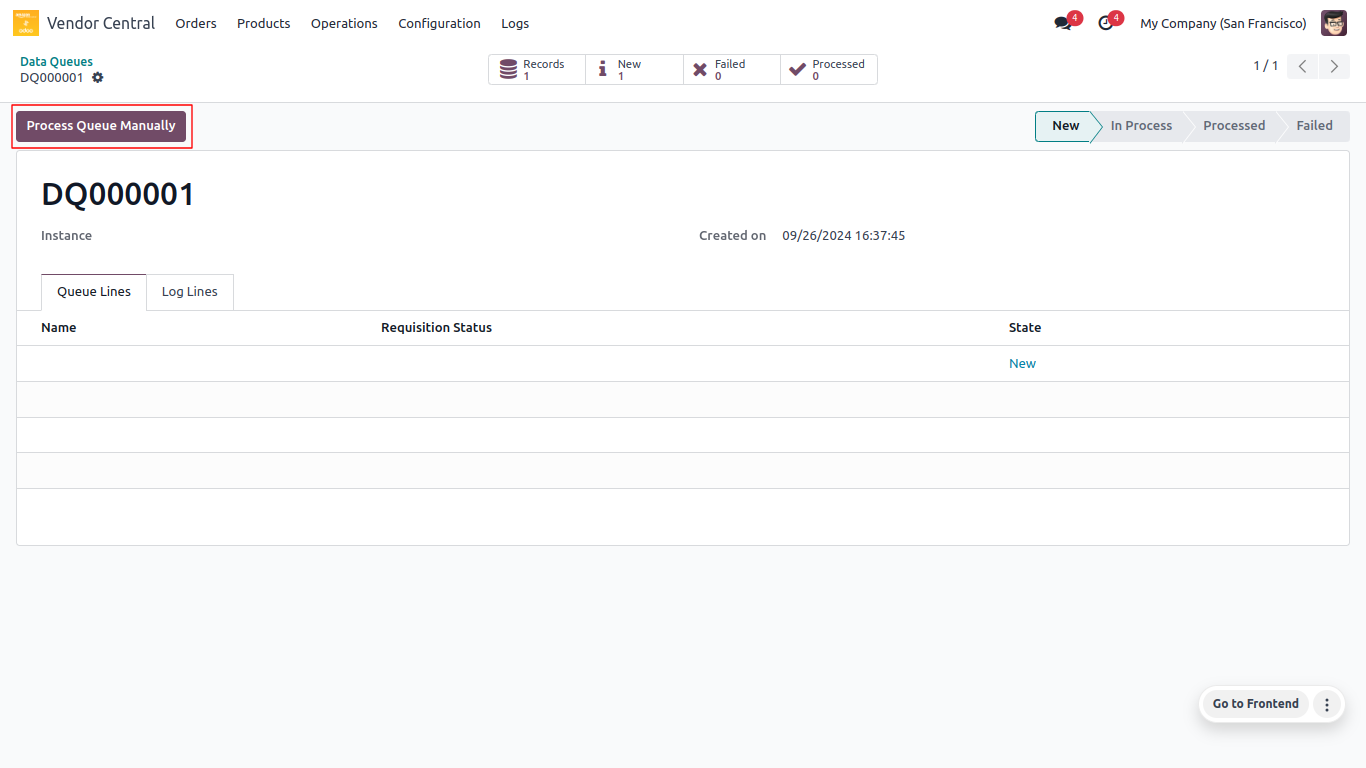 Vendor Central Orders Products Operations Configuration Logs 4 4 My Company (San Francisco)
Data Queues
DQ000001
Records
1
New
1
Failed
0
Processed
0
1 / 1
Process Queue Manually
New In Process Processed Failed
DQ000001
Instance
Created on 09/26/2024 16:37:45
Queue Lines Log Lines
Name Requisition Status State
New
Go to Frontend